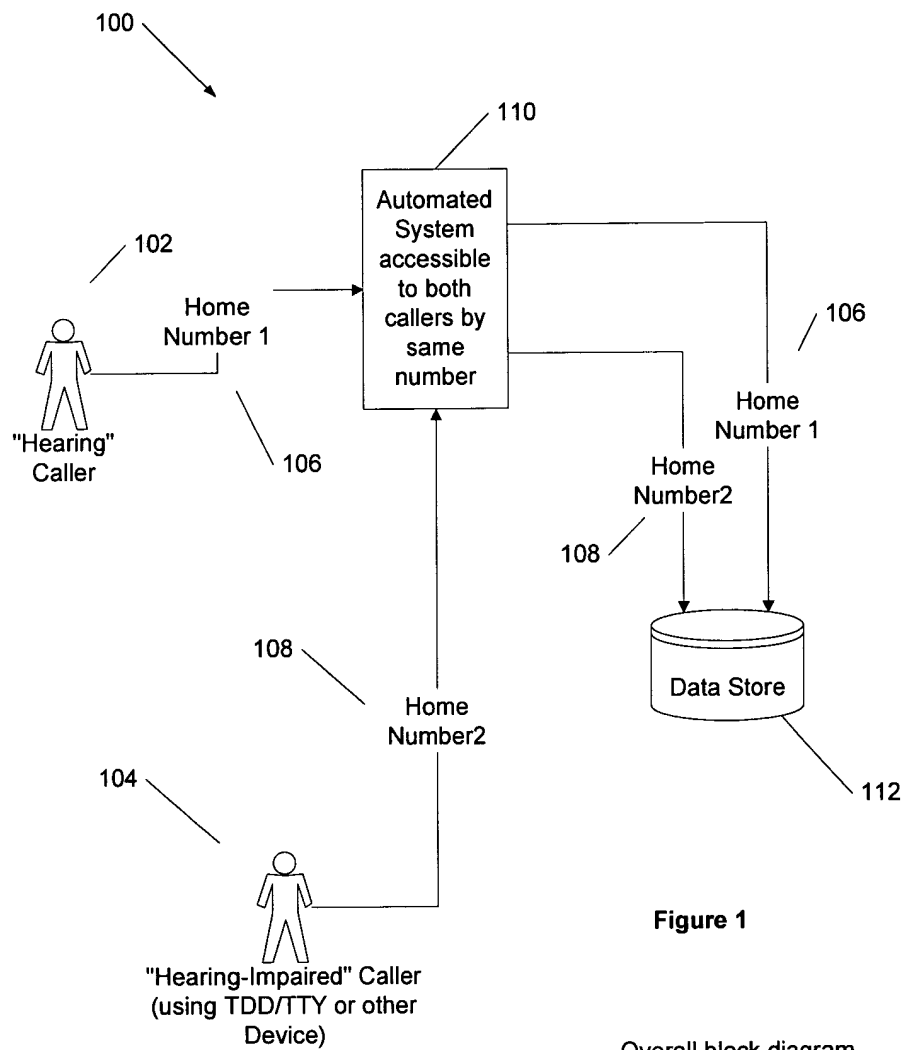 100
110
Automated
System
accessible
to both
callers by
same
number
102
Home
Number 1
106
"Hearing"
Caller
106
Home
Number 1
Home
Number2
108
Data Store
112
108
Home
Number2
104
"Hearing-Impaired" Caller
(using TDD/TTY or other
Device)
Figure 1
Overall block diagram